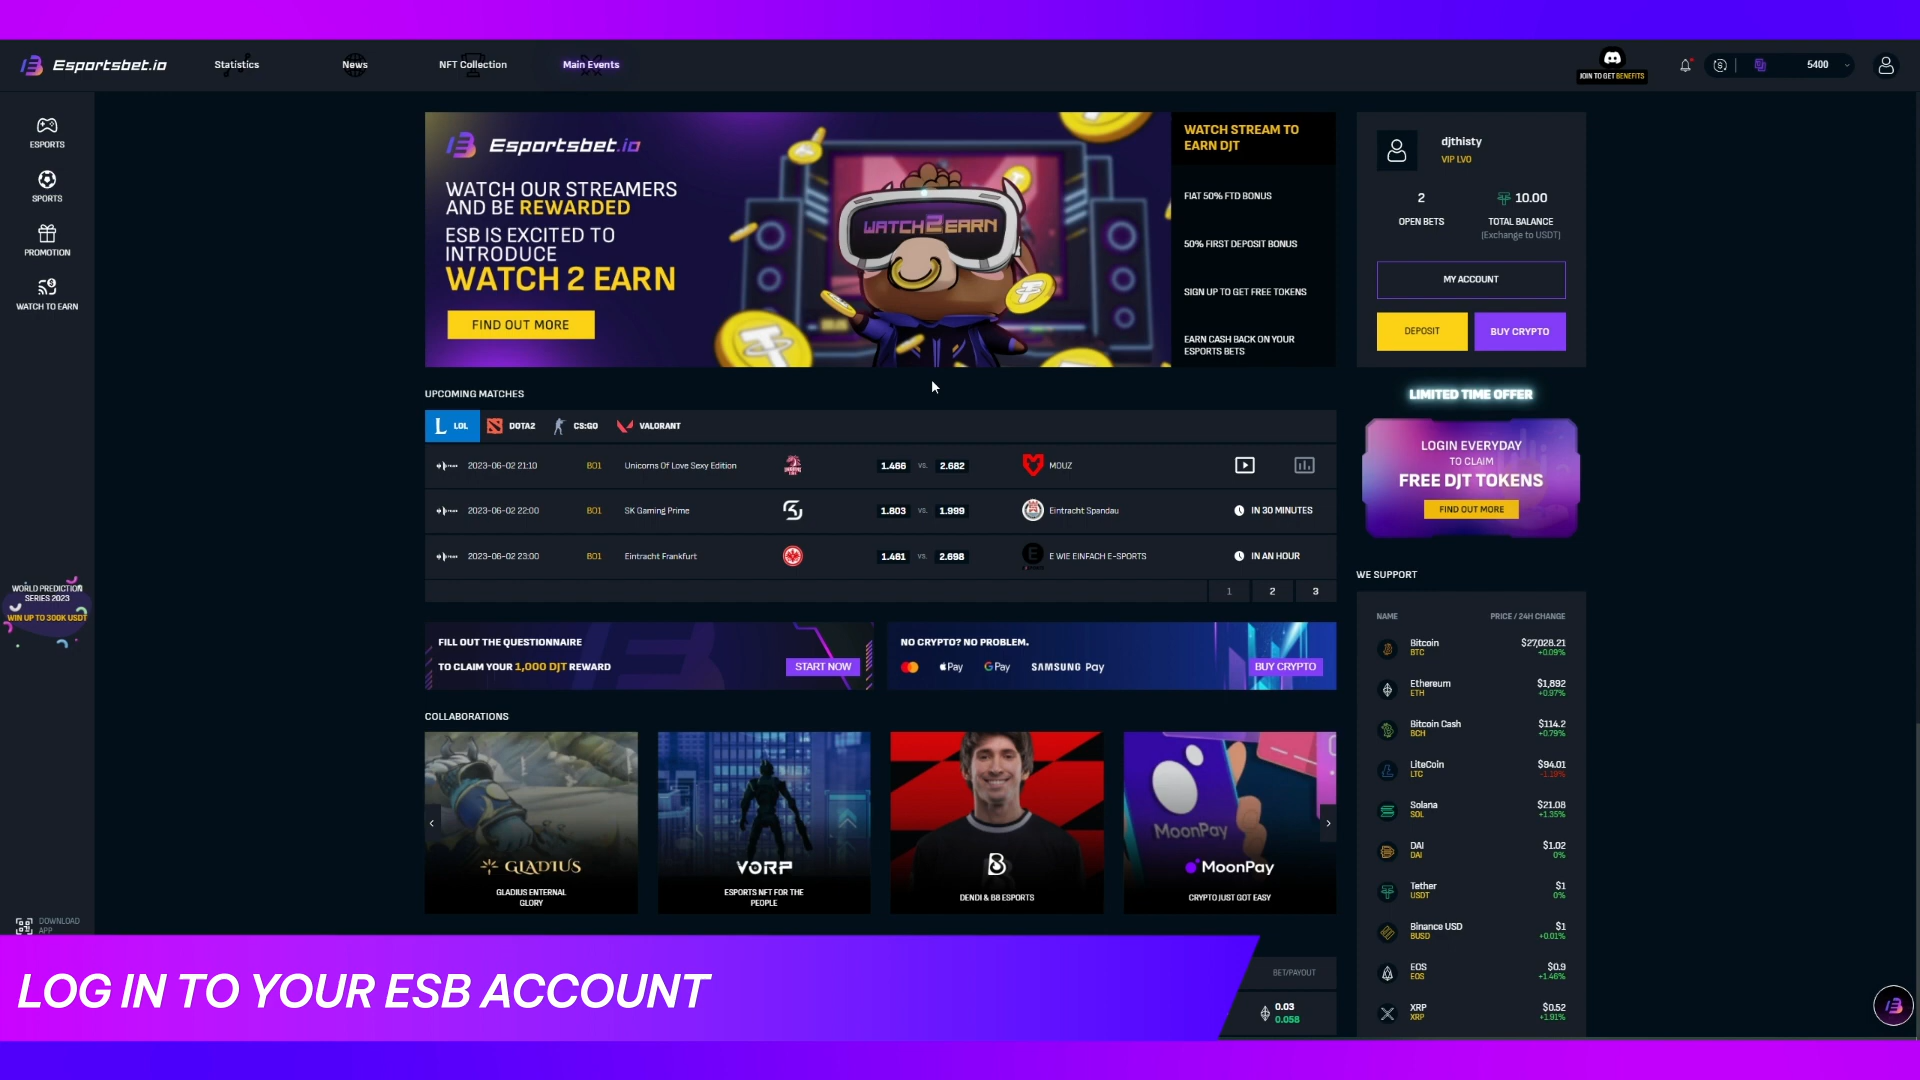 Esportsbet.io
Statistics
News
NFT Collection
Main Events
JOIN TO GET BENEFITS
5400
ESPORTS
SPORTS
PROMOTION
WATCH TO EARN
WORLD PREDICTION
SERIES 2023
WIN UP TO 300K USDT
DOWNLOAD
APP
Esportsbet.io
WATCH OUR STREAMERS
AND BE REWARDED
ESB IS EXCITED TO
INTRODUCE
WATCH 2 EARN
FIND OUT MORE
WATCH2EARN
WATCH STREAM TO
EARN DJT
FIAT 50% FTD BONUS
50% FIRST DEPOSIT BONUS
SIGN UP TO GET FREE TOKENS
EARN CASH BACK ON YOUR
ESPORTS BETS
djthisty
VIP LV0
2
10.00
OPEN BETS
TOTAL BALANCE
(Exchange to USDT)
MY ACCOUNT
DEPOSIT
BUY CRYPTO
UPCOMING MATCHES
LOL
DOTA2
CS:GO
VALORANT
2023-06-02 21:10 BO1 Unicorns Of Love Sexy Edition 1.466 VS. 2.682 MOUZ
2023-06-02 22:00 BO1 SK Gaming Prime 1.803 VS. 1.999 Eintracht Spandau IN 30 MINUTES
2023-06-02 23:00 BO1 Eintracht Frankfurt 1.461 VS. 2.698 E WIE EINFACH E-SPORTS IN AN HOUR
1 2 3
LIMITED TIME OFFER
LOGIN EVERYDAY
TO CLAIM
FREE DJT TOKENS
FIND OUT MORE
FILL OUT THE QUESTIONNAIRE
TO CLAIM YOUR 1,000 DJT REWARD
START NOW
NO CRYPTO? NO PROBLEM.
Pay G Pay SAMSUNG Pay
BUY CRYPTO
COLLABORATIONS
GLADIUS
GLADIUS ENTERNAL
GLORY
VORP
ESPORTS NFT FOR THE
PEOPLE
DENDI & B8 ESPORTS
MoonPay
MoonPay
CRYPTO JUST GOT EASY
WE SUPPORT
NAME
PRICE / 24H CHANGE
Bitcoin $27,028.21
BTC +0.09%
Ethereum $1,892
ETH +0.97%
Bitcoin Cash $114.2
BCH +0.79%
LiteCoin $94.01
LTC -1.19%
Solana $21.08
SOL +1.35%
DAI $1.02
DAI 0%
Tether $1
USDT 0%
Binance USD $1
BUSD +0.01%
EOS $0.9
EOS +1.46%
XRP $0.52
XRP +1.91%
BET/PAYOUT
0.03
0.058
LOG IN TO YOUR ESB ACCOUNT